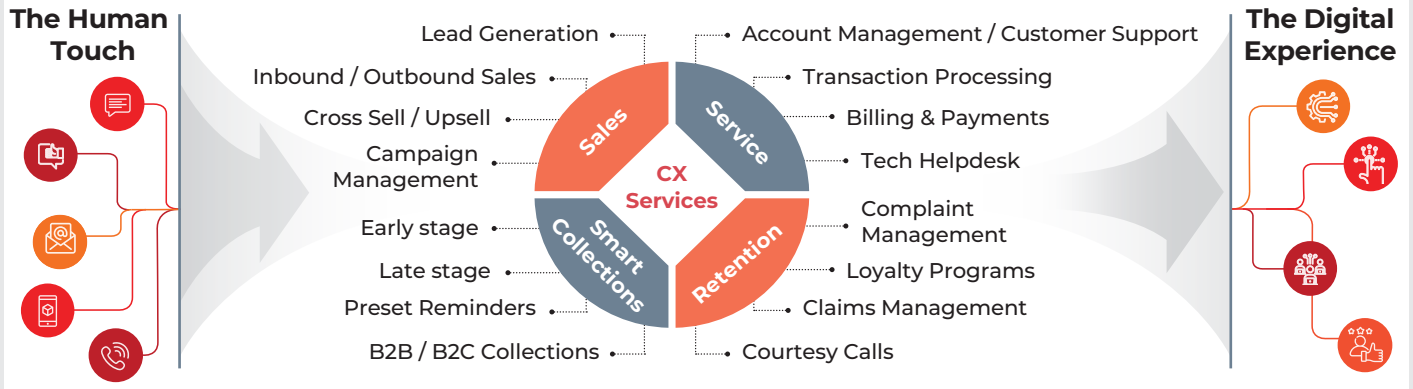 The Human
Touch
Lead Generation
Inbound / Outbound Sales
Cross Sell / Upsell
Campaign
Management
Early stage
Late stage
Preset Reminders
B2B / B2C Collections
Sales
Service
CX
Services
Smart
Collections
Retention
Account Management / Customer Support
Transaction Processing
Billing & Payments
Tech Helpdesk
Complaint
Management
Loyalty Programs
Claims Management
Courtesy Calls
The Digital
Experience